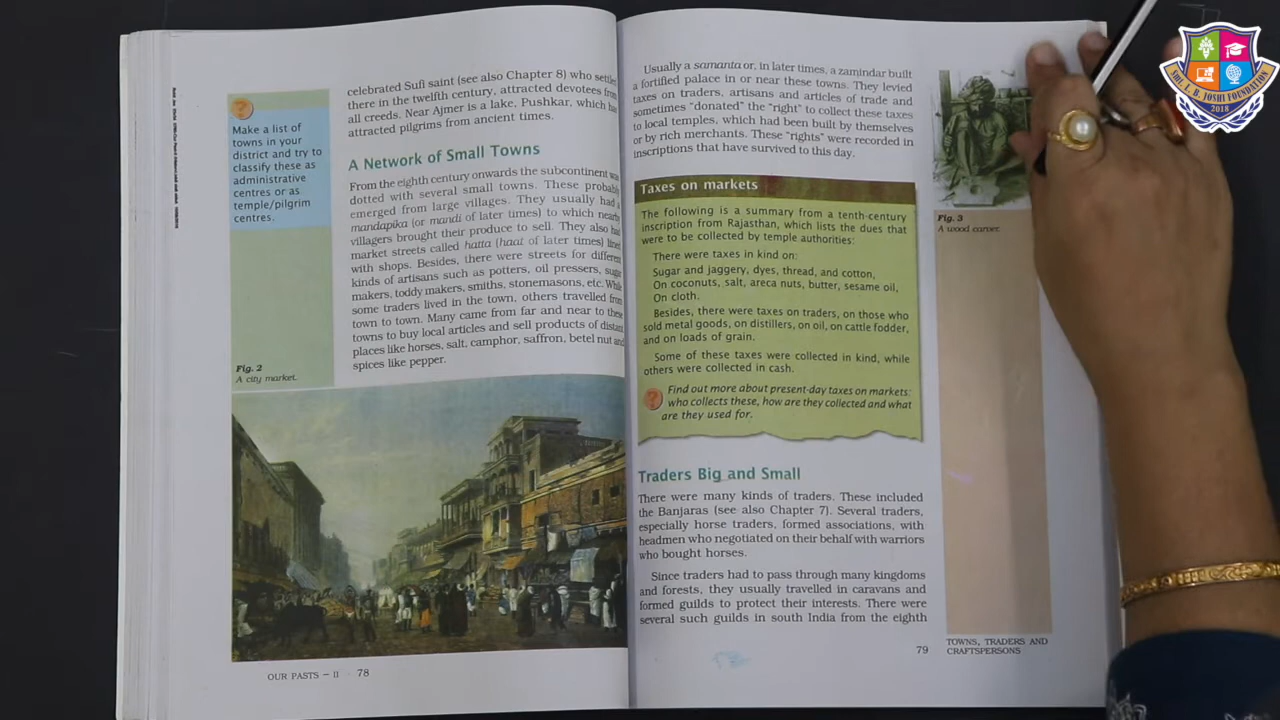 Make a list of
towns in your
district and try to
classify these as
administrative
centres or as
temple/pilgrim
centres.
Fig. 2
A city market.
celebrated Sufi saint (see also Chapter 8) who settled
there in the twelfth century, attracted devotees from
all creeds. Near Ajmer is a lake, Pushkar, which has
attracted pilgrims from ancient times.
A Network of Small Towns
From the eighth century onwards the subcontinent was
dotted with several small towns. These probably
emerged from large villages. They usually had a
mandapika (or mandi of later times) to which nearby
villagers brought their produce to sell. They also had
market streets called hatta (haat of later times) lined
with shops. Besides, there were streets for different
kinds of artisans such as potters, oil pressers, sugar
makers, toddy makers, smiths, stonemasons, etc. While
some traders lived in the town, others travelled from
town to town. Many came from far and near to these
towns to buy local articles and sell products of distant
places like horses, salt, camphor, saffron, betel nut and
spices like pepper.
OUR PASTS – II 78
Usually a samanta or, in later times, a zamindar built
a fortified palace in or near these towns. They levied
taxes on traders, artisans and articles of trade and
sometimes "donated" the "right" to collect these taxes
to local temples, which had been built by themselves
or by rich merchants. These "rights" were recorded in
inscriptions that have survived to this day.
Taxes on markets
The following is a summary from a tenth-century
inscription from Rajasthan, which lists the dues that
were to be collected by temple authorities:
There were taxes in kind on:
Sugar and jaggery, dyes, thread, and cotton,
On coconuts, salt, areca nuts, butter, sesame oil,
On cloth.
Besides, there were taxes on traders, on those who
sold metal goods, on distillers, on oil, on cattle fodder,
and on loads of grain.
Some of these taxes were collected in kind, while
others were collected in cash.
Find out more about present-day taxes on markets:
who collects these, how are they collected and what
are they used for.
Traders Big and Small
There were many kinds of traders. These included
the Banjaras (see also Chapter 7). Several traders,
especially horse traders, formed associations, with
headmen who negotiated on their behalf with warriors
who bought horses.
Since traders had to pass through many kingdoms
and forests, they usually travelled in caravans and
formed guilds to protect their interests. There were
several such guilds in south India from the eighth
79
Fig. 3
A wood carver.
TOWNS, TRADERS AND
CRAFTSPERSONS
SHRI. L. B. JOSHI FOUNDATION
2018